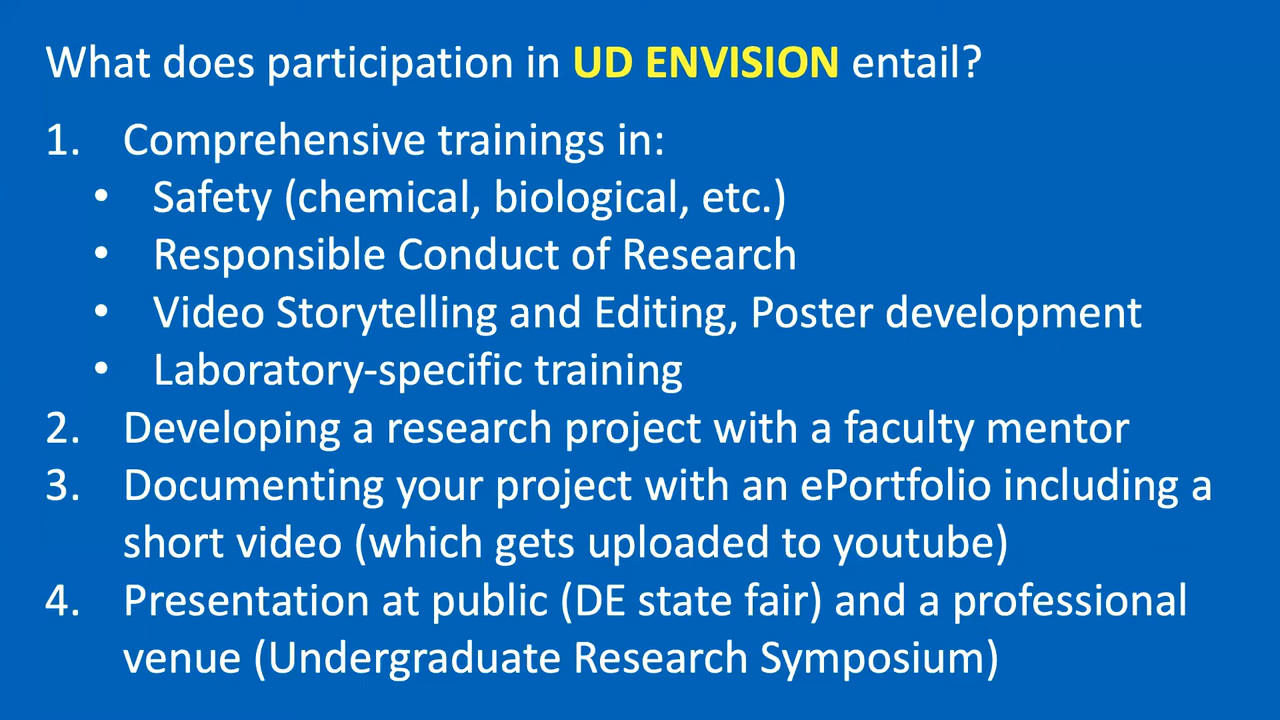 What does participation in UD ENVISION entail?
1. Comprehensive trainings in:
• Safety (chemical, biological, etc.)
• Responsible Conduct of Research
• Video Storytelling and Editing, Poster development
• Laboratory-specific training
2. Developing a research project with a faculty mentor
3. Documenting your project with an ePortfolio including a
short video (which gets uploaded to youtube)
4. Presentation at public (DE state fair) and a professional
venue (Undergraduate Research Symposium)